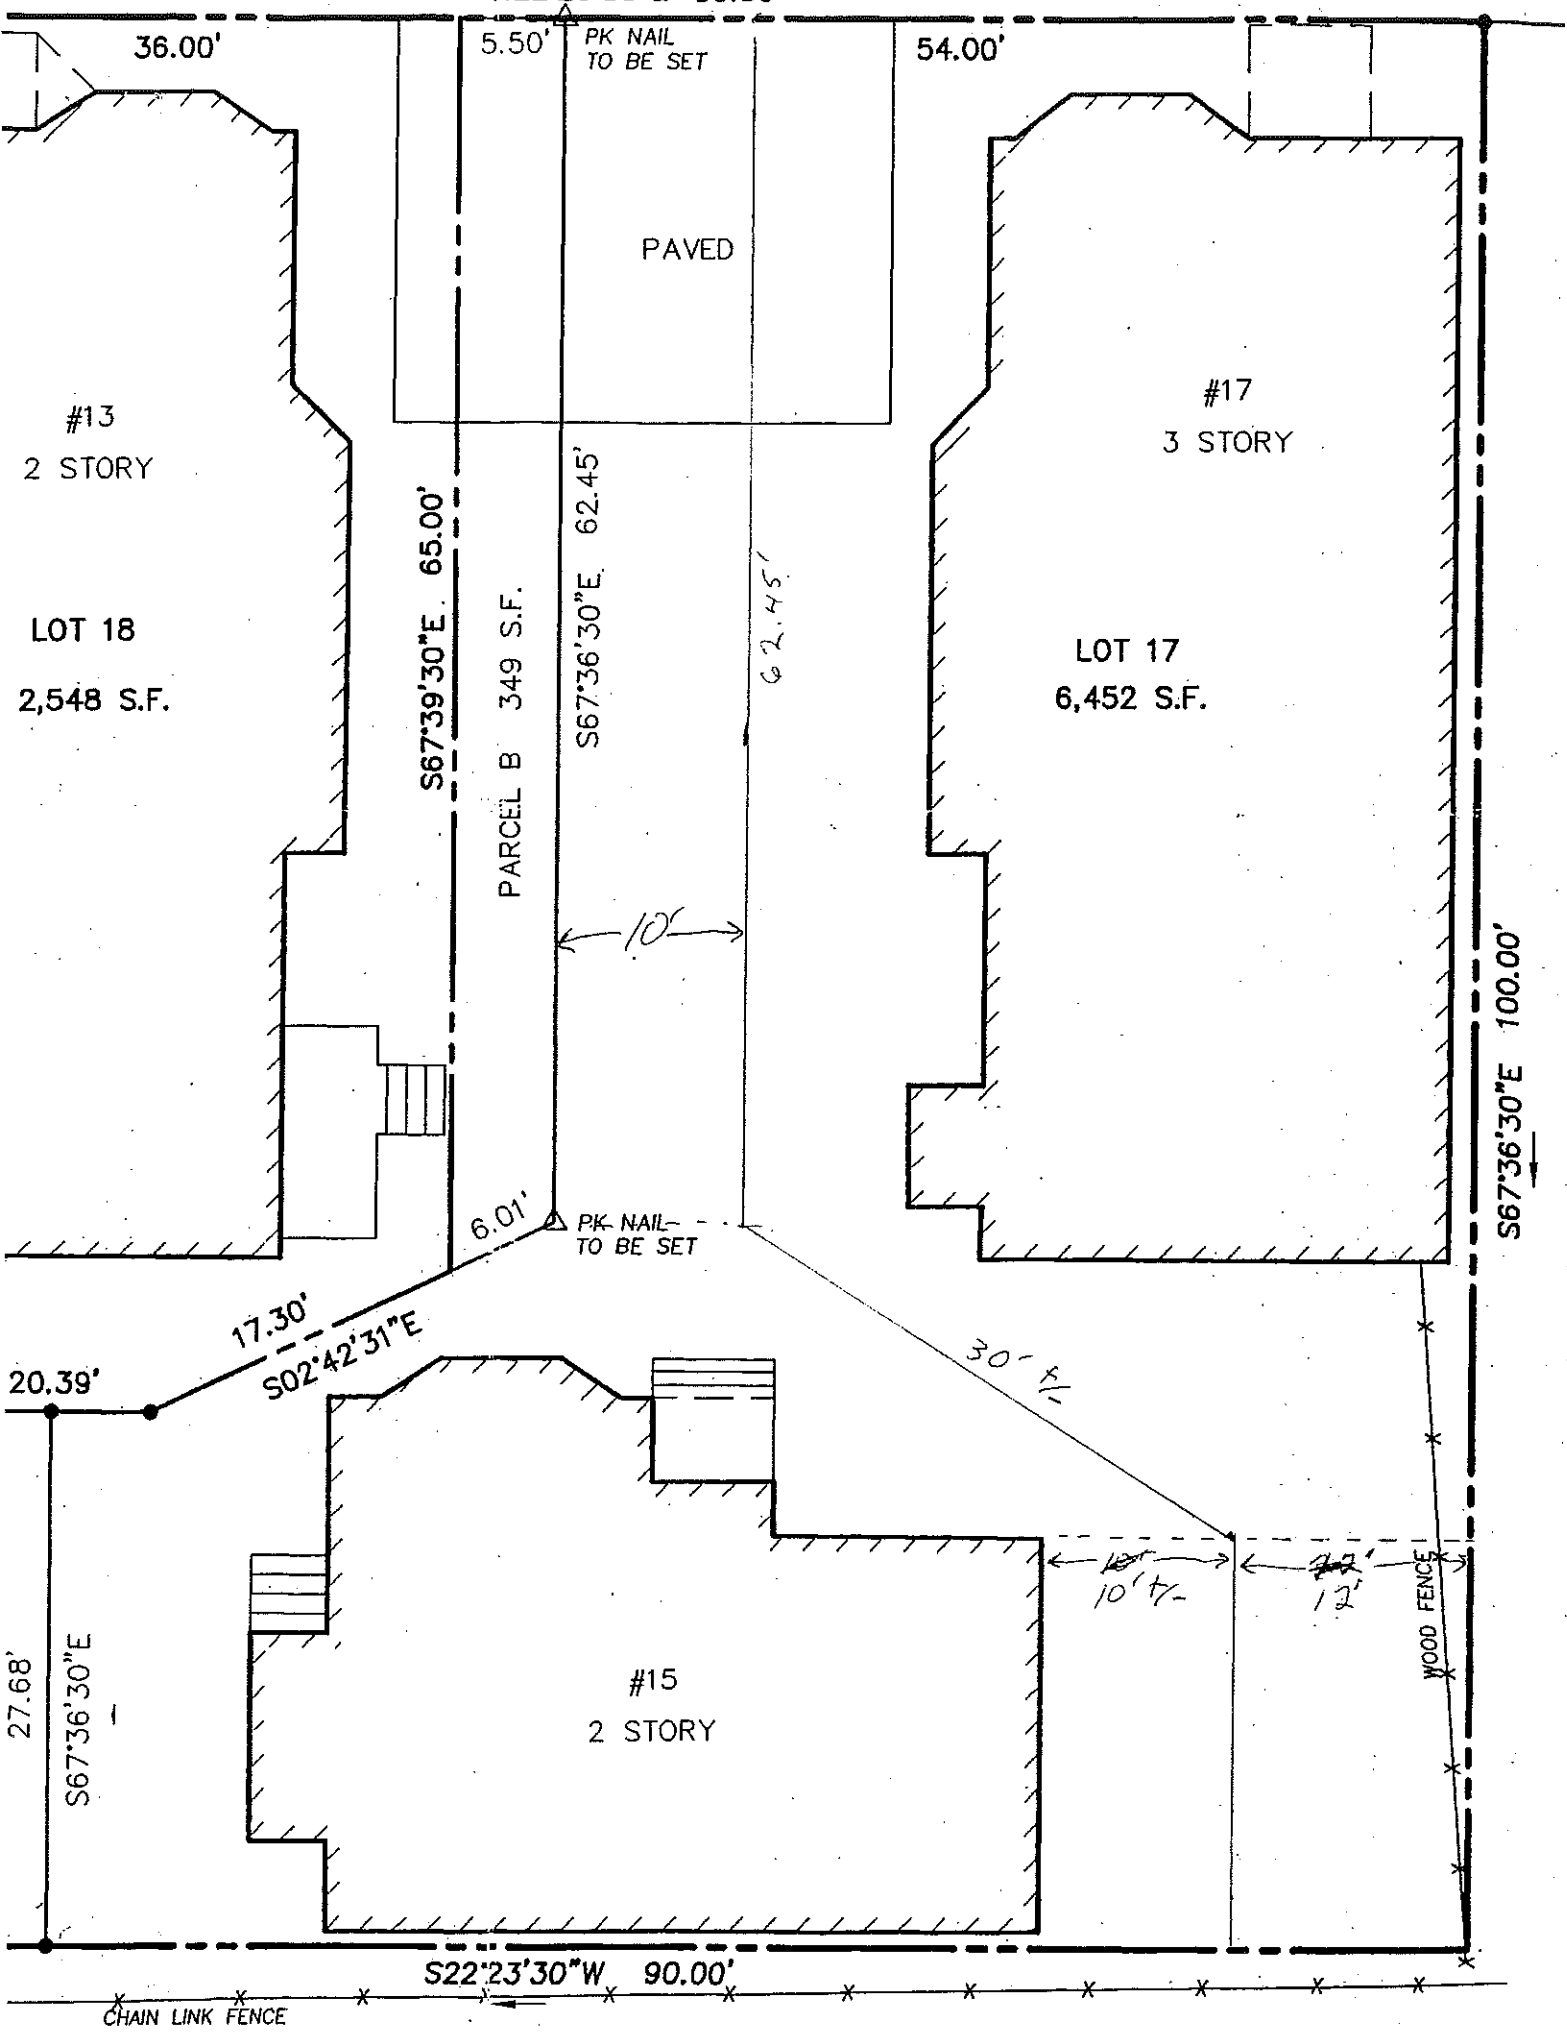 36.00'
5.50'
PK NAIL
TO BE SET
54.00'
PAVED
#13
2 STORY
#17
3 STORY
LOT 18
2,548 S.F.
S67°39'30"E. 65.00'
PARCEL B 349 S.F.
S67°36'30"E. 62.45'
62.45'
LOT 17
6,452 S.F.
10'
S67°36'30"E 100.00'
6.01'
PK NAIL
TO BE SET
17.30'
S02°42'31"E
20.39'
30' +/-
10' +/-
12'
WOOD FENCE
27.68'
S67°36'30"E
#15
2 STORY
S22°23'30"W 90.00'
CHAIN LINK FENCE